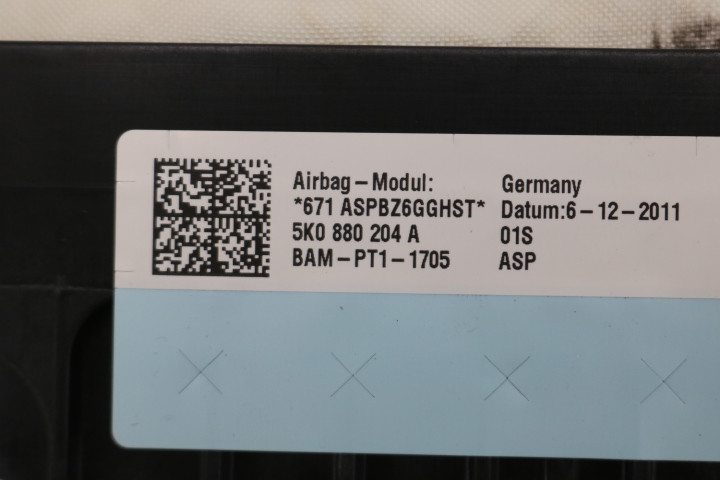 Airbag-Modul: Germany
*671 ASPBZ6GGHST* Datum:6-12-2011
5K0 880 204 A 01S
BAM-PT1-1705 ASP